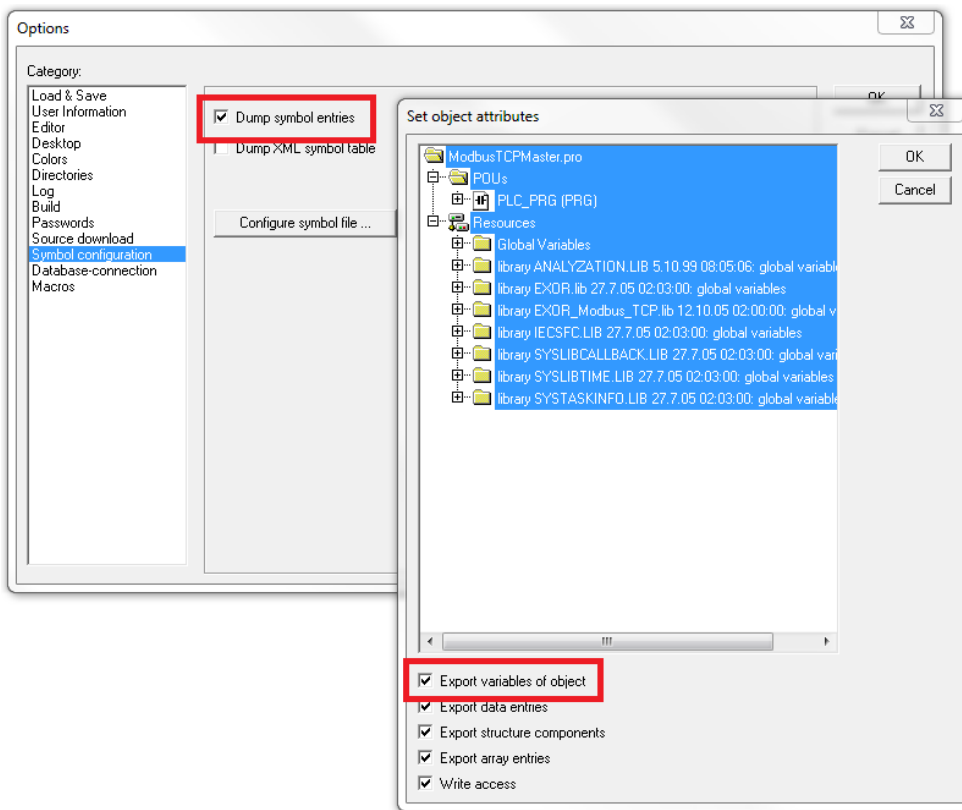 Options
Category:
Load & Save
User Information
Editor
Desktop
Colors
Directories
Log
Build
Passwords
Source download
Symbol configuration
Database-connection
Macros
Dump symbol entries
Dump XML symbol table
Configure symbol file ...
OK
Set object attributes
ModbusTCPMaster.pro
POUs
PLC_PRG (PRG)
Resources
Global Variables
library ANALYZATION.LIB 5.10.99 08:05:06: global variabl
library EXOR.lib 27.7.05 02:03:00: global variables
library EXOR_Modbus_TCP.lib 12.10.05 02:00:00: global v
library IECSFC.LIB 27.7.05 02:03:00: global variables
library SYSLIBCALLBACK.LIB 27.7.05 02:03:00: global vari
library SYSLIBTIME.LIB 27.7.05 02:03:00: global variables
library SYSTASKINFO.LIB 27.7.05 02:03:00: global variable
OK
Cancel
Export variables of object
Export data entries
Export structure components
Export array entries
Write access